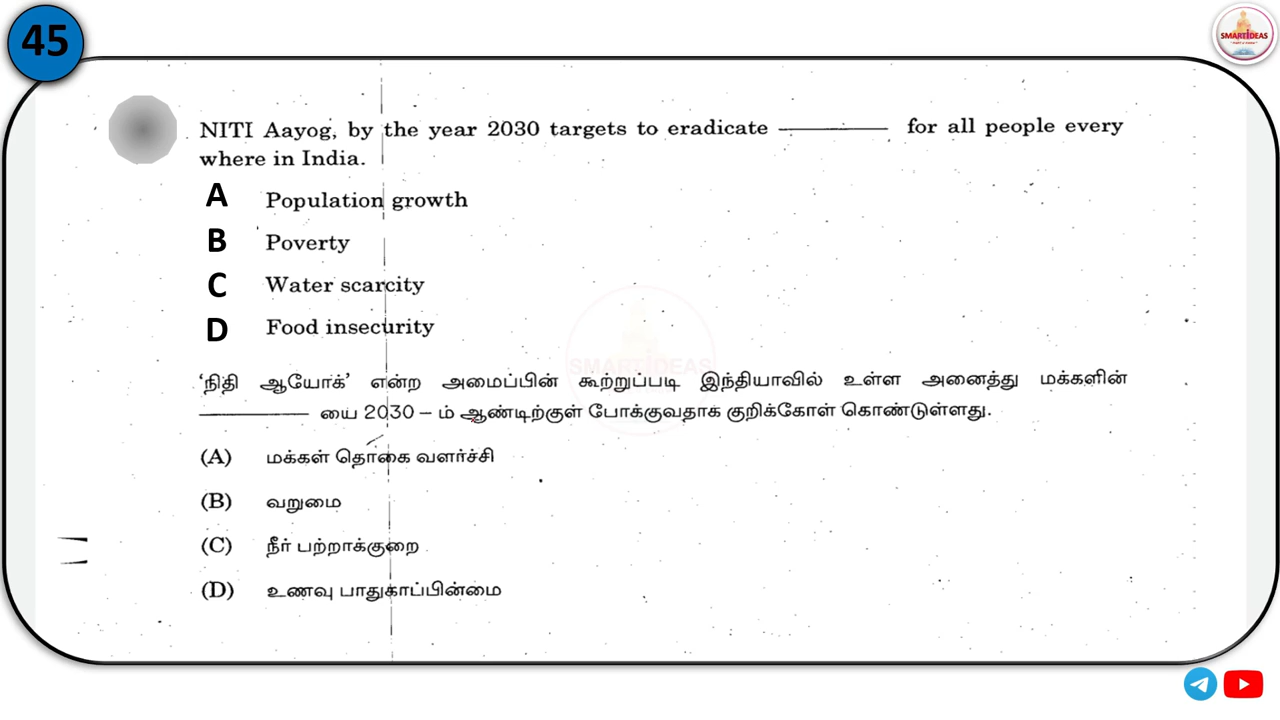 45
SMARTIDEAS
NITI Aayog, by the year 2030 targets to eradicate ———— for all people every
where in India.
A Population growth
B Poverty
C Water scarcity
D Food insecurity
SMARTIDEAS
‘நிதி ஆயோக்’ என்ற அமைப்பின் கூற்றுப்படி இந்தியாவில் உள்ள அனைத்து மக்களின்
———— யை 2030 – ம் ஆண்டிற்குள் போக்குவதாக குறிக்கோள் கொண்டுள்ளது.
(A) மக்கள் தொகை வளர்ச்சி
(B) வறுமை
(C) நீர் பற்றாக்குறை
(D) உணவு பாதுகாப்பின்மை